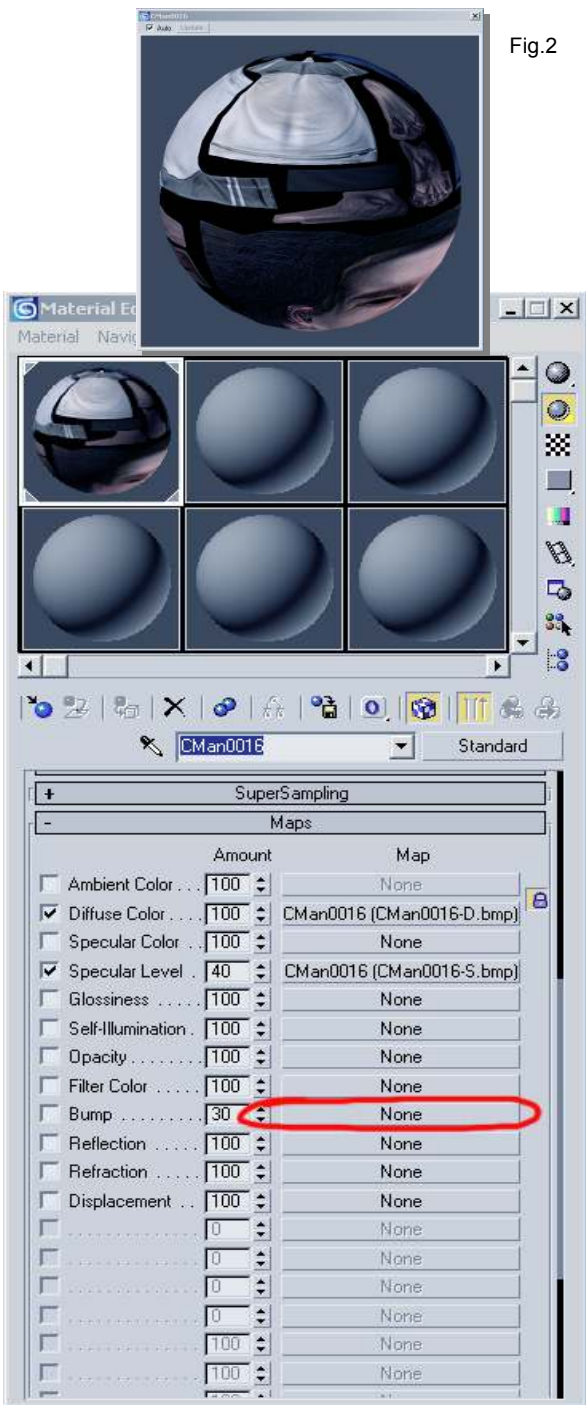 CMan0016
Auto Update
Fig.2
Material Ed
Material Navig
CMan0016 Standard
+ SuperSampling
- Maps
Amount Map
Ambient Color . . . 100 None
Diffuse Color . . . . 100 CMan0016 (CMan0016-D.bmp)
Specular Color . . 100 None
Specular Level . 40 CMan0016 (CMan0016-S.bmp)
Glossiness . . . . . 100 None
Self-Illumination . 100 None
Opacity . . . . . . . . 100 None
Filter Color . . . . . 100 None
Bump . . . . . . . . . 30 None
Reflection . . . . . 100 None
Refraction . . . . . 100 None
Displacement . . 100 None
. . . . . . . . . . . . . . 0 None
. . . . . . . . . . . . . . 0 None
. . . . . . . . . . . . . . 0 None
. . . . . . . . . . . . . . 0 None
. . . . . . . . . . . . . . 100 None
. . . . . . . . . . . . . . 100 None